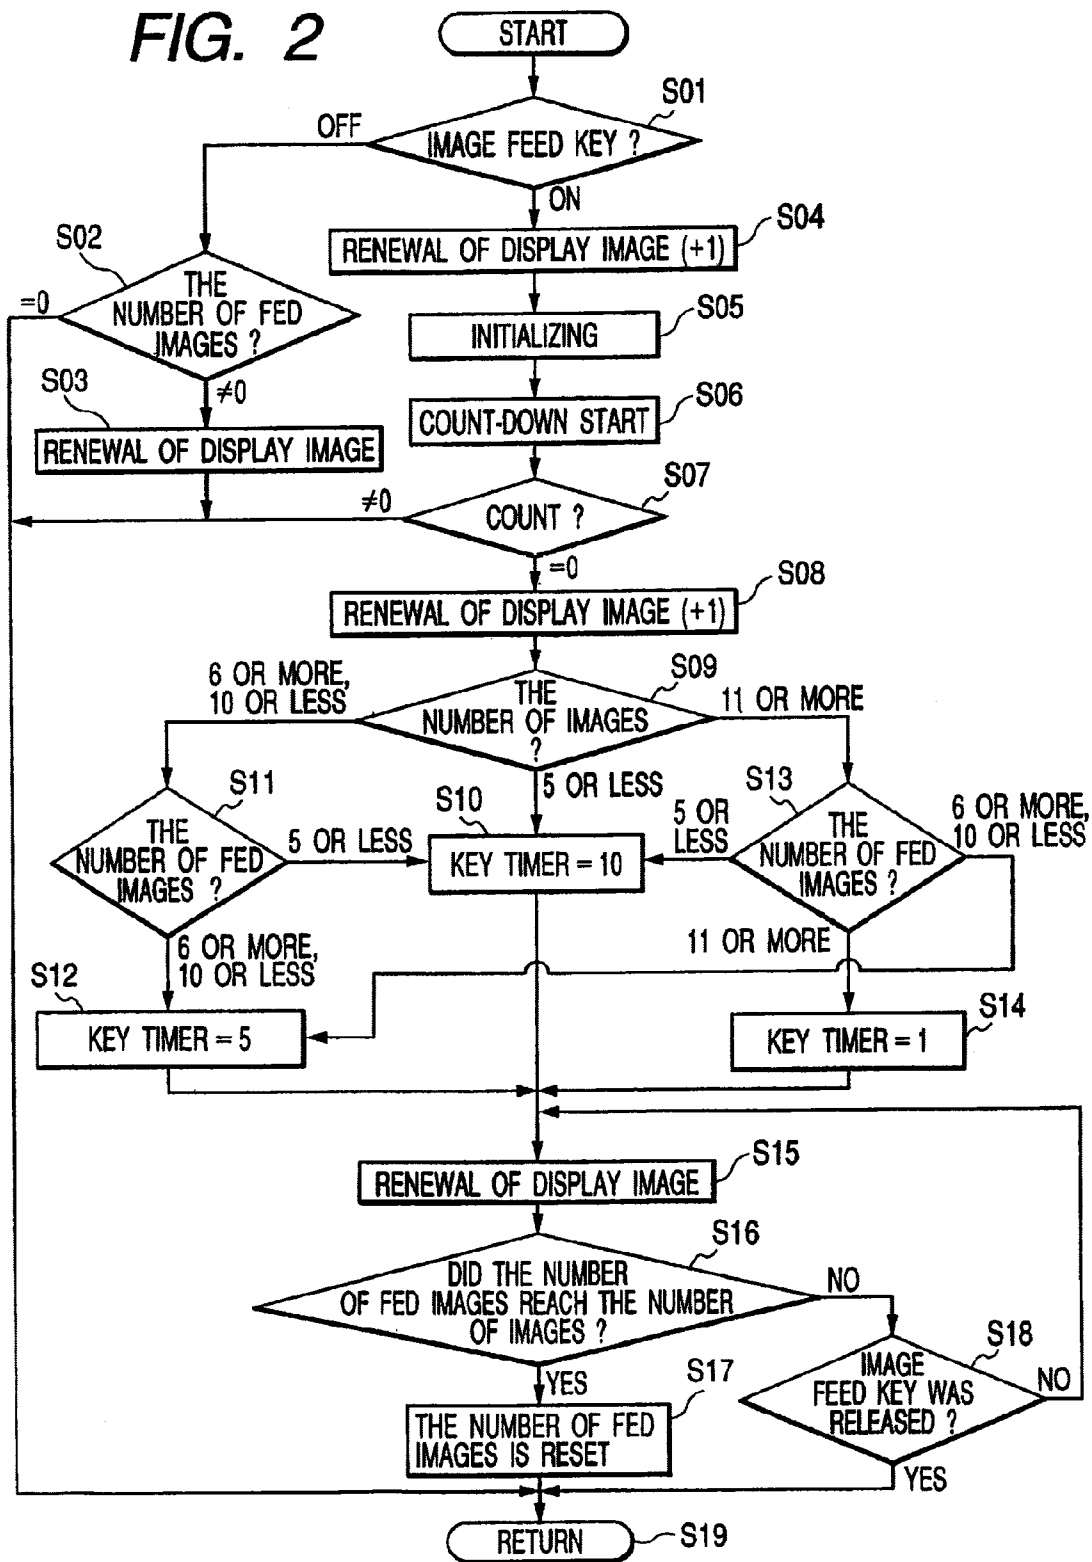 FIG. 2
START
S01
OFF
IMAGE FEED KEY ?
ON
S04
RENEWAL OF DISPLAY IMAGE (+1)
S02
=0
THE
NUMBER OF FED
IMAGES ?
≠0
S05
INITIALIZING
S03
RENEWAL OF DISPLAY IMAGE
S06
COUNT-DOWN START
S07
≠0
COUNT ?
=0
S08
RENEWAL OF DISPLAY IMAGE (+1)
S09
6 OR MORE,
10 OR LESS
THE
NUMBER OF IMAGES
?
11 OR MORE
5 OR LESS
S11
THE
NUMBER OF FED
IMAGES ?
5 OR LESS
S10
KEY TIMER = 10
5 OR
LESS
S13
THE
NUMBER OF FED
IMAGES ?
6 OR MORE,
10 OR LESS
6 OR MORE,
10 OR LESS
11 OR MORE
S12
KEY TIMER = 5
S14
KEY TIMER = 1
S15
RENEWAL OF DISPLAY IMAGE
S16
DID THE NUMBER
OF FED IMAGES REACH THE NUMBER
OF IMAGES ?
NO
YES
S17
THE NUMBER OF FED
IMAGES IS RESET
S18
IMAGE
FEED KEY WAS
RELEASED ?
NO
YES
RETURN
S19